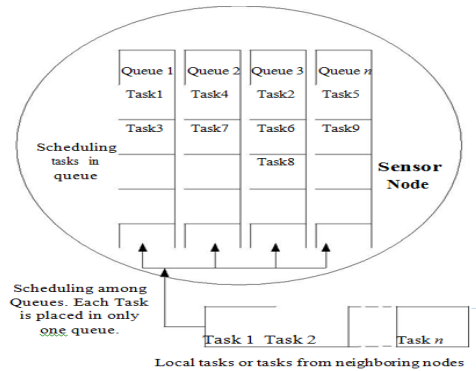 Queue 1 Queue 2 Queue 3 Queue n
Task1 Task4 Task2 Task5
Task3 Task7 Task6 Task9
Task8
Scheduling
tasks in
queue
Sensor
Node
Scheduling among
Queues. Each Task
is placed in only
one queue.
Task 1 Task 2 Task n
Local tasks or tasks from neighboring nodes